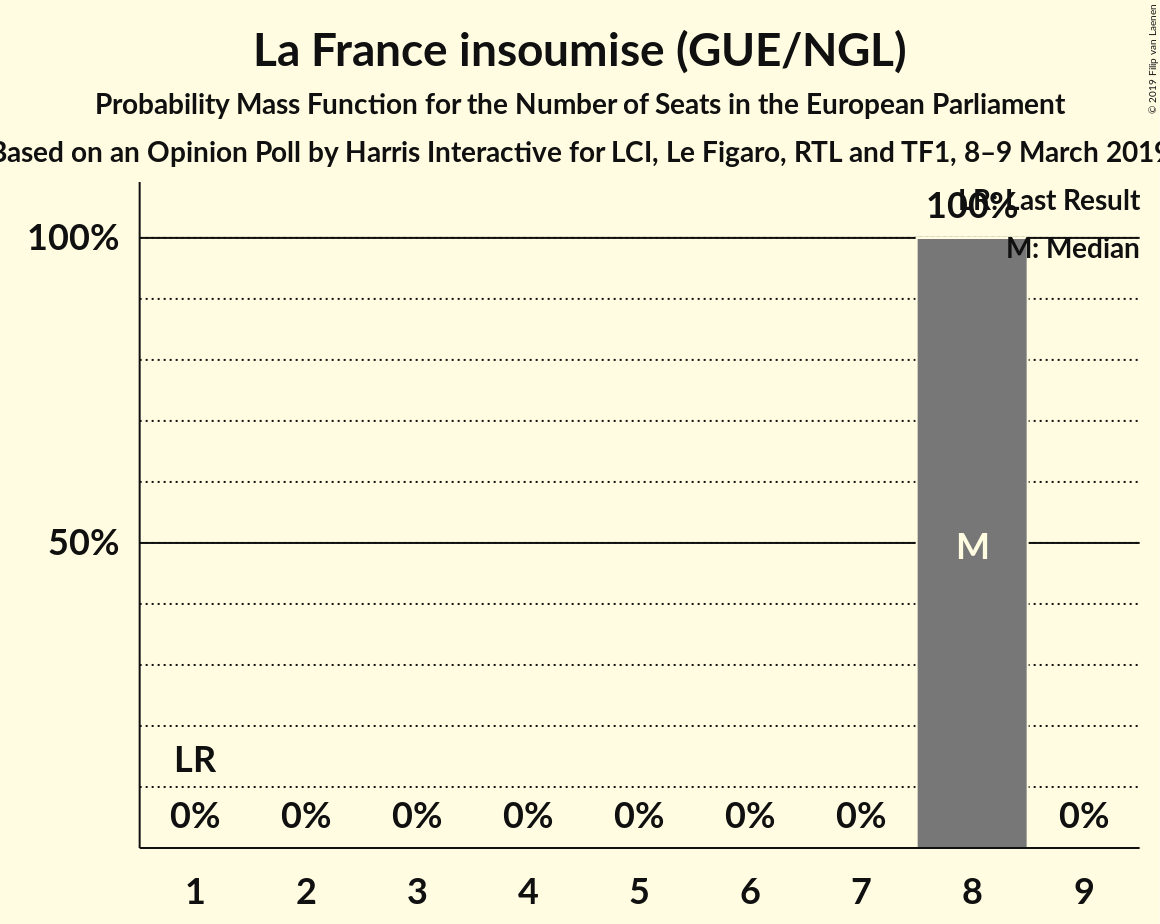 La France insoumise (GUE/NGL)
Probability Mass Function for the Number of Seats in the European Parliament
Based on an Opinion Poll by Harris Interactive for LCI, Le Figaro, RTL and TF1, 8–9 March 2019
© 2019 Filip van Laenen
LR: Last Result
M: Median
100%
100%
50%
M
LR
0% 0% 0% 0% 0% 0% 0% 0%
1 2 3 4 5 6 7 8 9